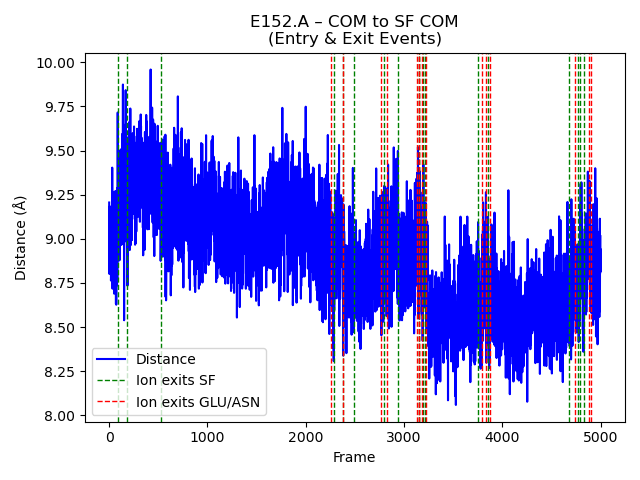 E152.A – COM to SF COM
(Entry & Exit Events)
10.00
9.75
9.50
9.25
9.00
8.75
8.50
8.25
8.00
Distance (Å)
Distance
Ion exits SF
Ion exits GLU/ASN
0
1000
2000
3000
4000
5000
Frame